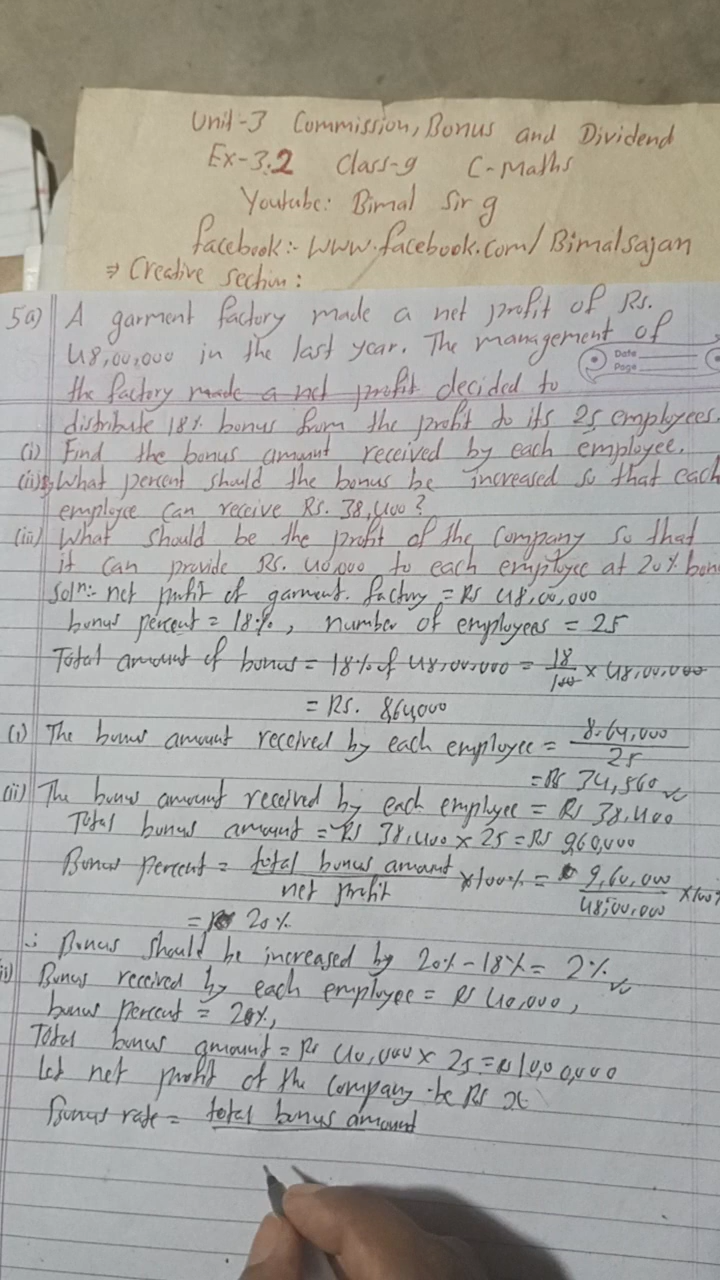 Unit-3 Commission, Bonus and Dividend
Ex-3.2 Class-9 C-Maths
Youtube: Bimal Sir g
facebook:- www.facebook.com/Bimalsajan
⇒ Creative section:
5a) A garment factory made a net profit of Rs.
48,00,000 in the last year. The management of
Date
Page
the factory made a net profit decided to
distribute 18% bonus from the profit to its 25 employees.
(i) Find the bonus amount received by each employee.
(ii) What percent should the bonus be increased so that each
employee can receive Rs. 38,400?
(iii) What should be the profit of the company so that
it can provide Rs. 40,000 to each employee at 20% bon
Soln:- net profit of garment factory = Rs 48,00,000
bonus percent = 18%, number of employees = 25
Total amount of bonus = 18% of 48,00,000 = 18/100 × 48,00,000
= Rs. 8,64,000
(i) The bonus amount received by each employee = 8,64,000/25
= Rs 34,560
(ii) The bonus amount received by each employee = Rs 38,400
Total bonus amount = Rs 38,400 × 25 = Rs 9,60,000
Bonus Percent = total bonus amount/net profit × 100% = 9,60,000/48,00,000 × 100%
= 20%
∴ Bonus should be increased by 20% - 18% = 2%
Bonus received by each employee = Rs 40,000,
bonus percent = 20%,
Total bonus amount = Rs 40,000 × 25 = Rs 10,00,000
Let net profit of the company be Rs x
Bonus rate = total bonus amount